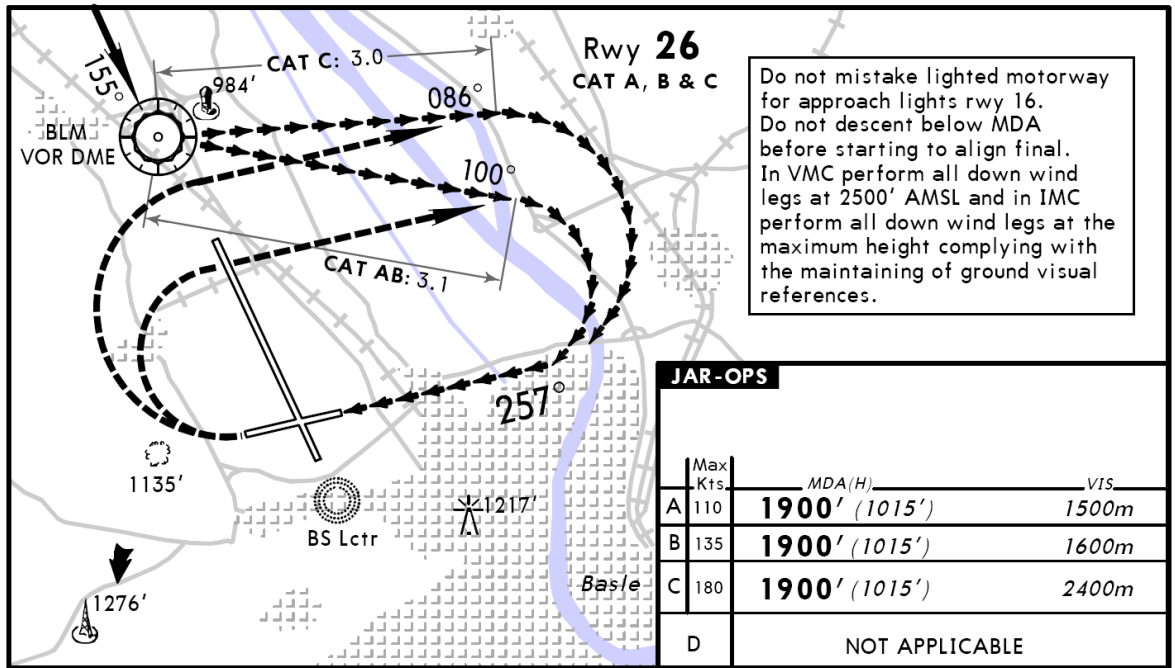 155°
CAT C: 3.0
984'
086°
BLM
VOR DME
100°
CAT AB: 3.1
257°
1135'
BS Lctr
1217'
1276'
Basle
Rwy 26
CAT A, B & C
Do not mistake lighted motorway
for approach lights rwy 16.
Do not descent below MDA
before starting to align final.
In VMC perform all down wind
legs at 2500' AMSL and in IMC
perform all down wind legs at the
maximum height complying with
the maintaining of ground visual
references.
JAR-OPS
Max
Kts MDA(H) VIS
A 110 1900' (1015') 1500m
B 135 1900' (1015') 1600m
C 180 1900' (1015') 2400m
D NOT APPLICABLE